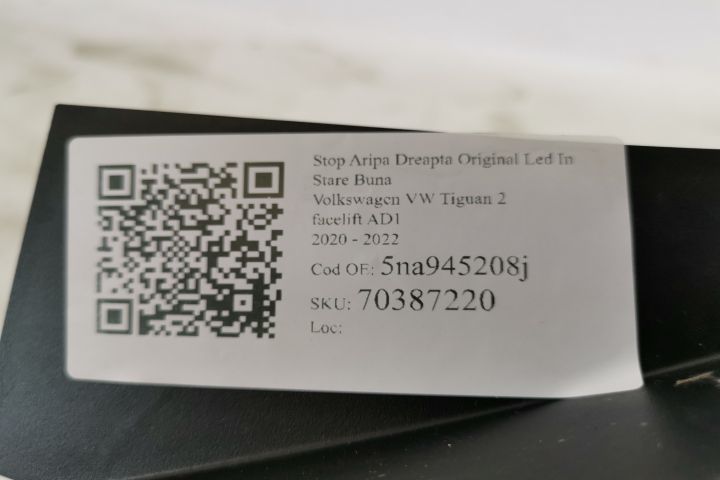 Stop Aripa Dreapta Original Led In
Stare Buna
Volkswagen VW Tiguan 2
facelift AD1
2020 - 2022
Cod OE: 5na945208j
SKU: 70387220
Loc: